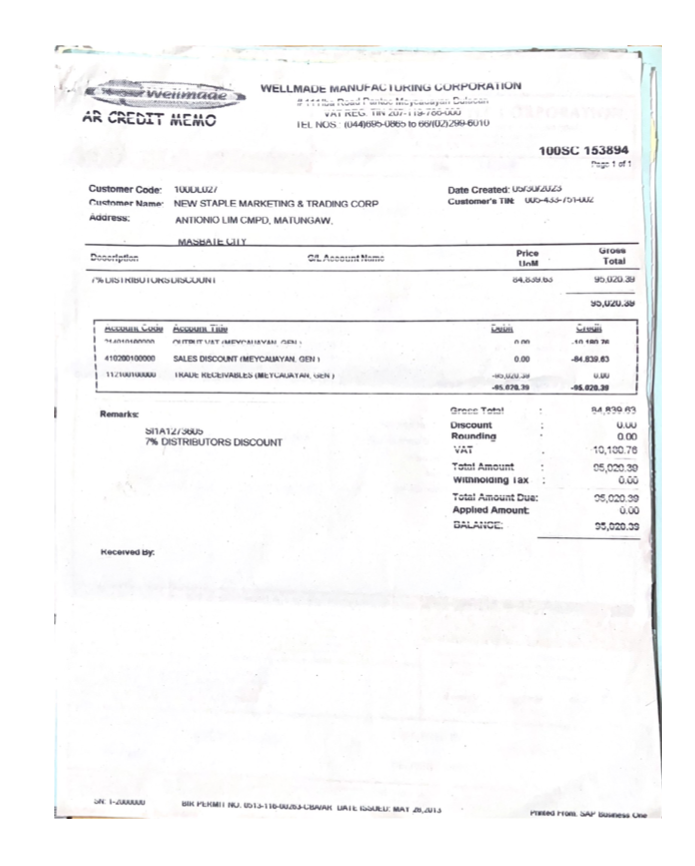 Wellmade
WELLMADE MANUFACTURING CORPORATION
Road Pantoc Meycauayan Bulacan
VAT REG. TIN 207-119-786-000
TEL NOS : (044)695-0865 to 66/(02)299-6010
AR CREDIT MEMO
100SC 153894
Page 1 of 1
Customer Code: 100DL027
Date Created: 05/30/2023
Customer Name: NEW STAPLE MARKETING & TRADING CORP
Customer's TIN: 005-433-751-002
Address: ANTIONIO LIM CMPD, MATUNGAW,
MASBATE CITY
Description G/L Account Name Price UoM Gross Total
7% DISTRIBUTORS DISCOUNT 84,839.63 95,020.39
95,020.39
Account Code Account Title Debit Credit
OUTPUT VAT (MEYCAUAYAN, GEN ) 0.00 -10,180.76
410200100000 SALES DISCOUNT (MEYCAUAYAN, GEN ) 0.00 -84,839.63
112100100000 TRADE RECEIVABLES (MEYCAUAYAN, GEN ) -95,020.39 0.00
-95,020.39 -95,020.39
Remarks:
SI1A1273605
7% DISTRIBUTORS DISCOUNT
Gross Total : 84,839.63
Discount : 0.00
Rounding : 0.00
VAT : 10,180.76
Total Amount : 95,020.39
Withholding Tax : 0.00
Total Amount Due: 95,020.39
Applied Amount: 0.00
BALANCE: 95,020.39
Received By:
SN: 1-2000000
BIR PERMIT NO. 0513-116-00263-CBA/AR DATE ISSUED: MAY 28,2013
Printed From: SAP Business One